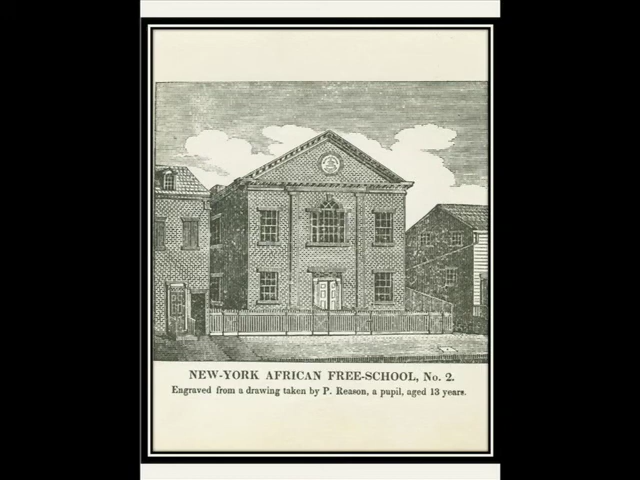 NEW-YORK AFRICAN FREE-SCHOOL, No. 2.
Engraved from a drawing taken by P. Reason, a pupil, aged 13 years.